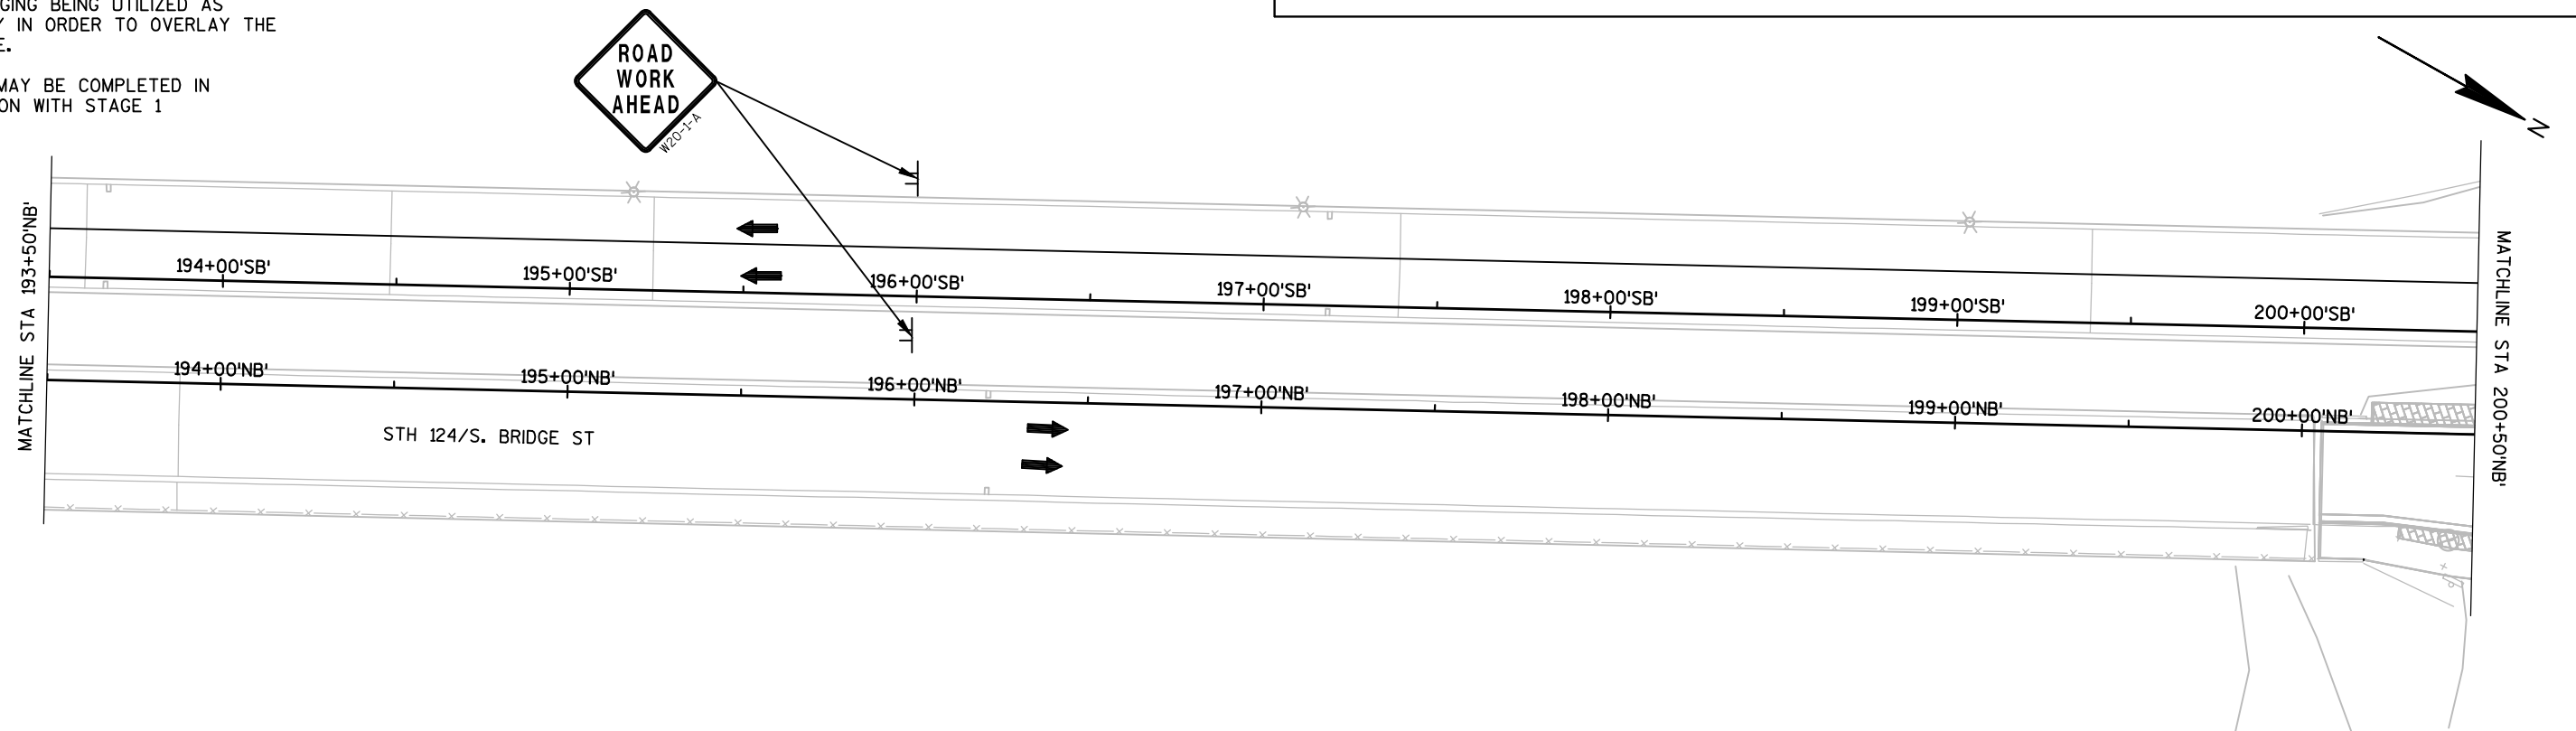 GING BEING UTILIZED AS
IN ORDER TO OVERLAY THE
E.
MAY BE COMPLETED IN
ON WITH STAGE 1
ROAD
WORK
AHEAD
W20-1-A
N
MATCHLINE STA 193+50'NB'
194+00'SB'
195+00'SB'
196+00'SB'
197+00'SB'
198+00'SB'
199+00'SB'
200+00'SB'
194+00'NB'
195+00'NB'
196+00'NB'
197+00'NB'
198+00'NB'
199+00'NB'
200+00'NB'
STH 124/S. BRIDGE ST
MATCHLINE STA 200+50'NB'